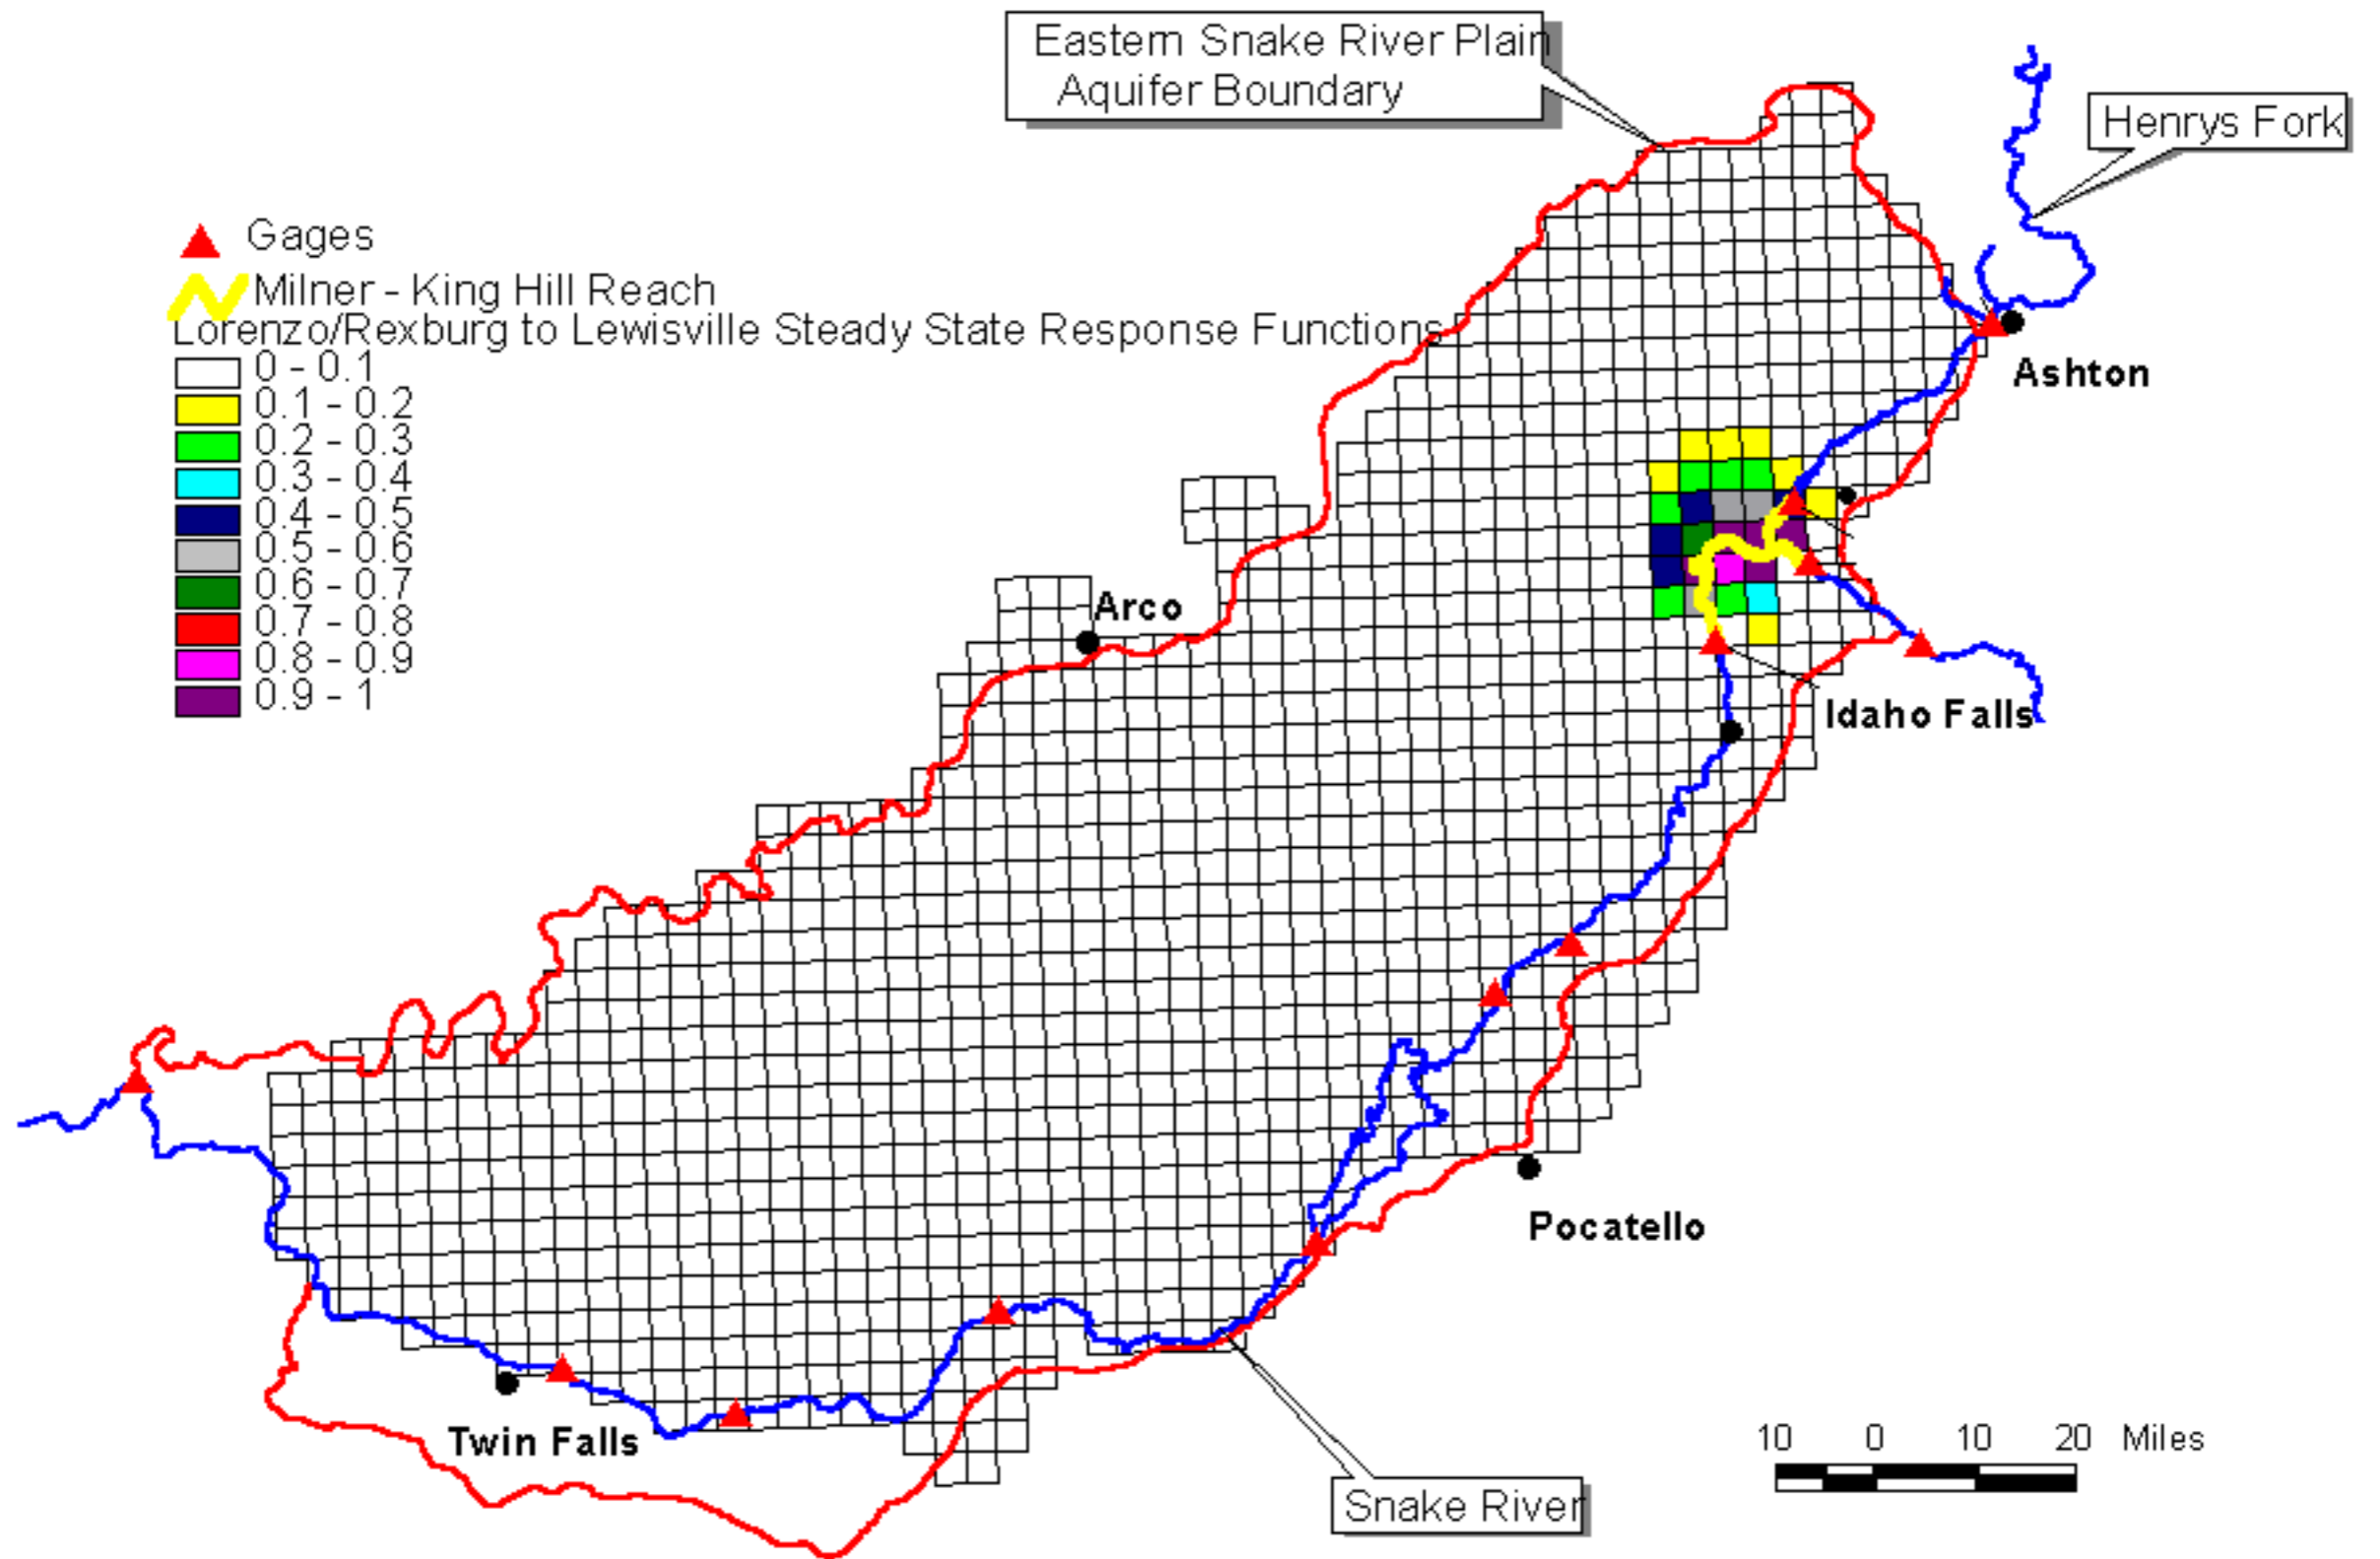 Eastern Snake River Plain
Aquifer Boundary
Henrys Fork
Gages
Milner - King Hill Reach
Lorenzo/Rexburg to Lewisville Steady State Response Functions
0 - 0.1
0.1 - 0.2
0.2 - 0.3
0.3 - 0.4
0.4 - 0.5
0.5 - 0.6
0.6 - 0.7
0.7 - 0.8
0.8 - 0.9
0.9 - 1
Ashton
Arco
Idaho Falls
Pocatello
Twin Falls
Snake River
10 0 10 20 Miles